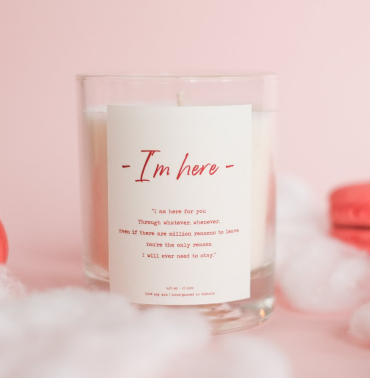 - I'm here -
"I am here for you
Through whatever, whenever.
Even if there are million reasons to leave
You're the only reason
I will ever need to stay."